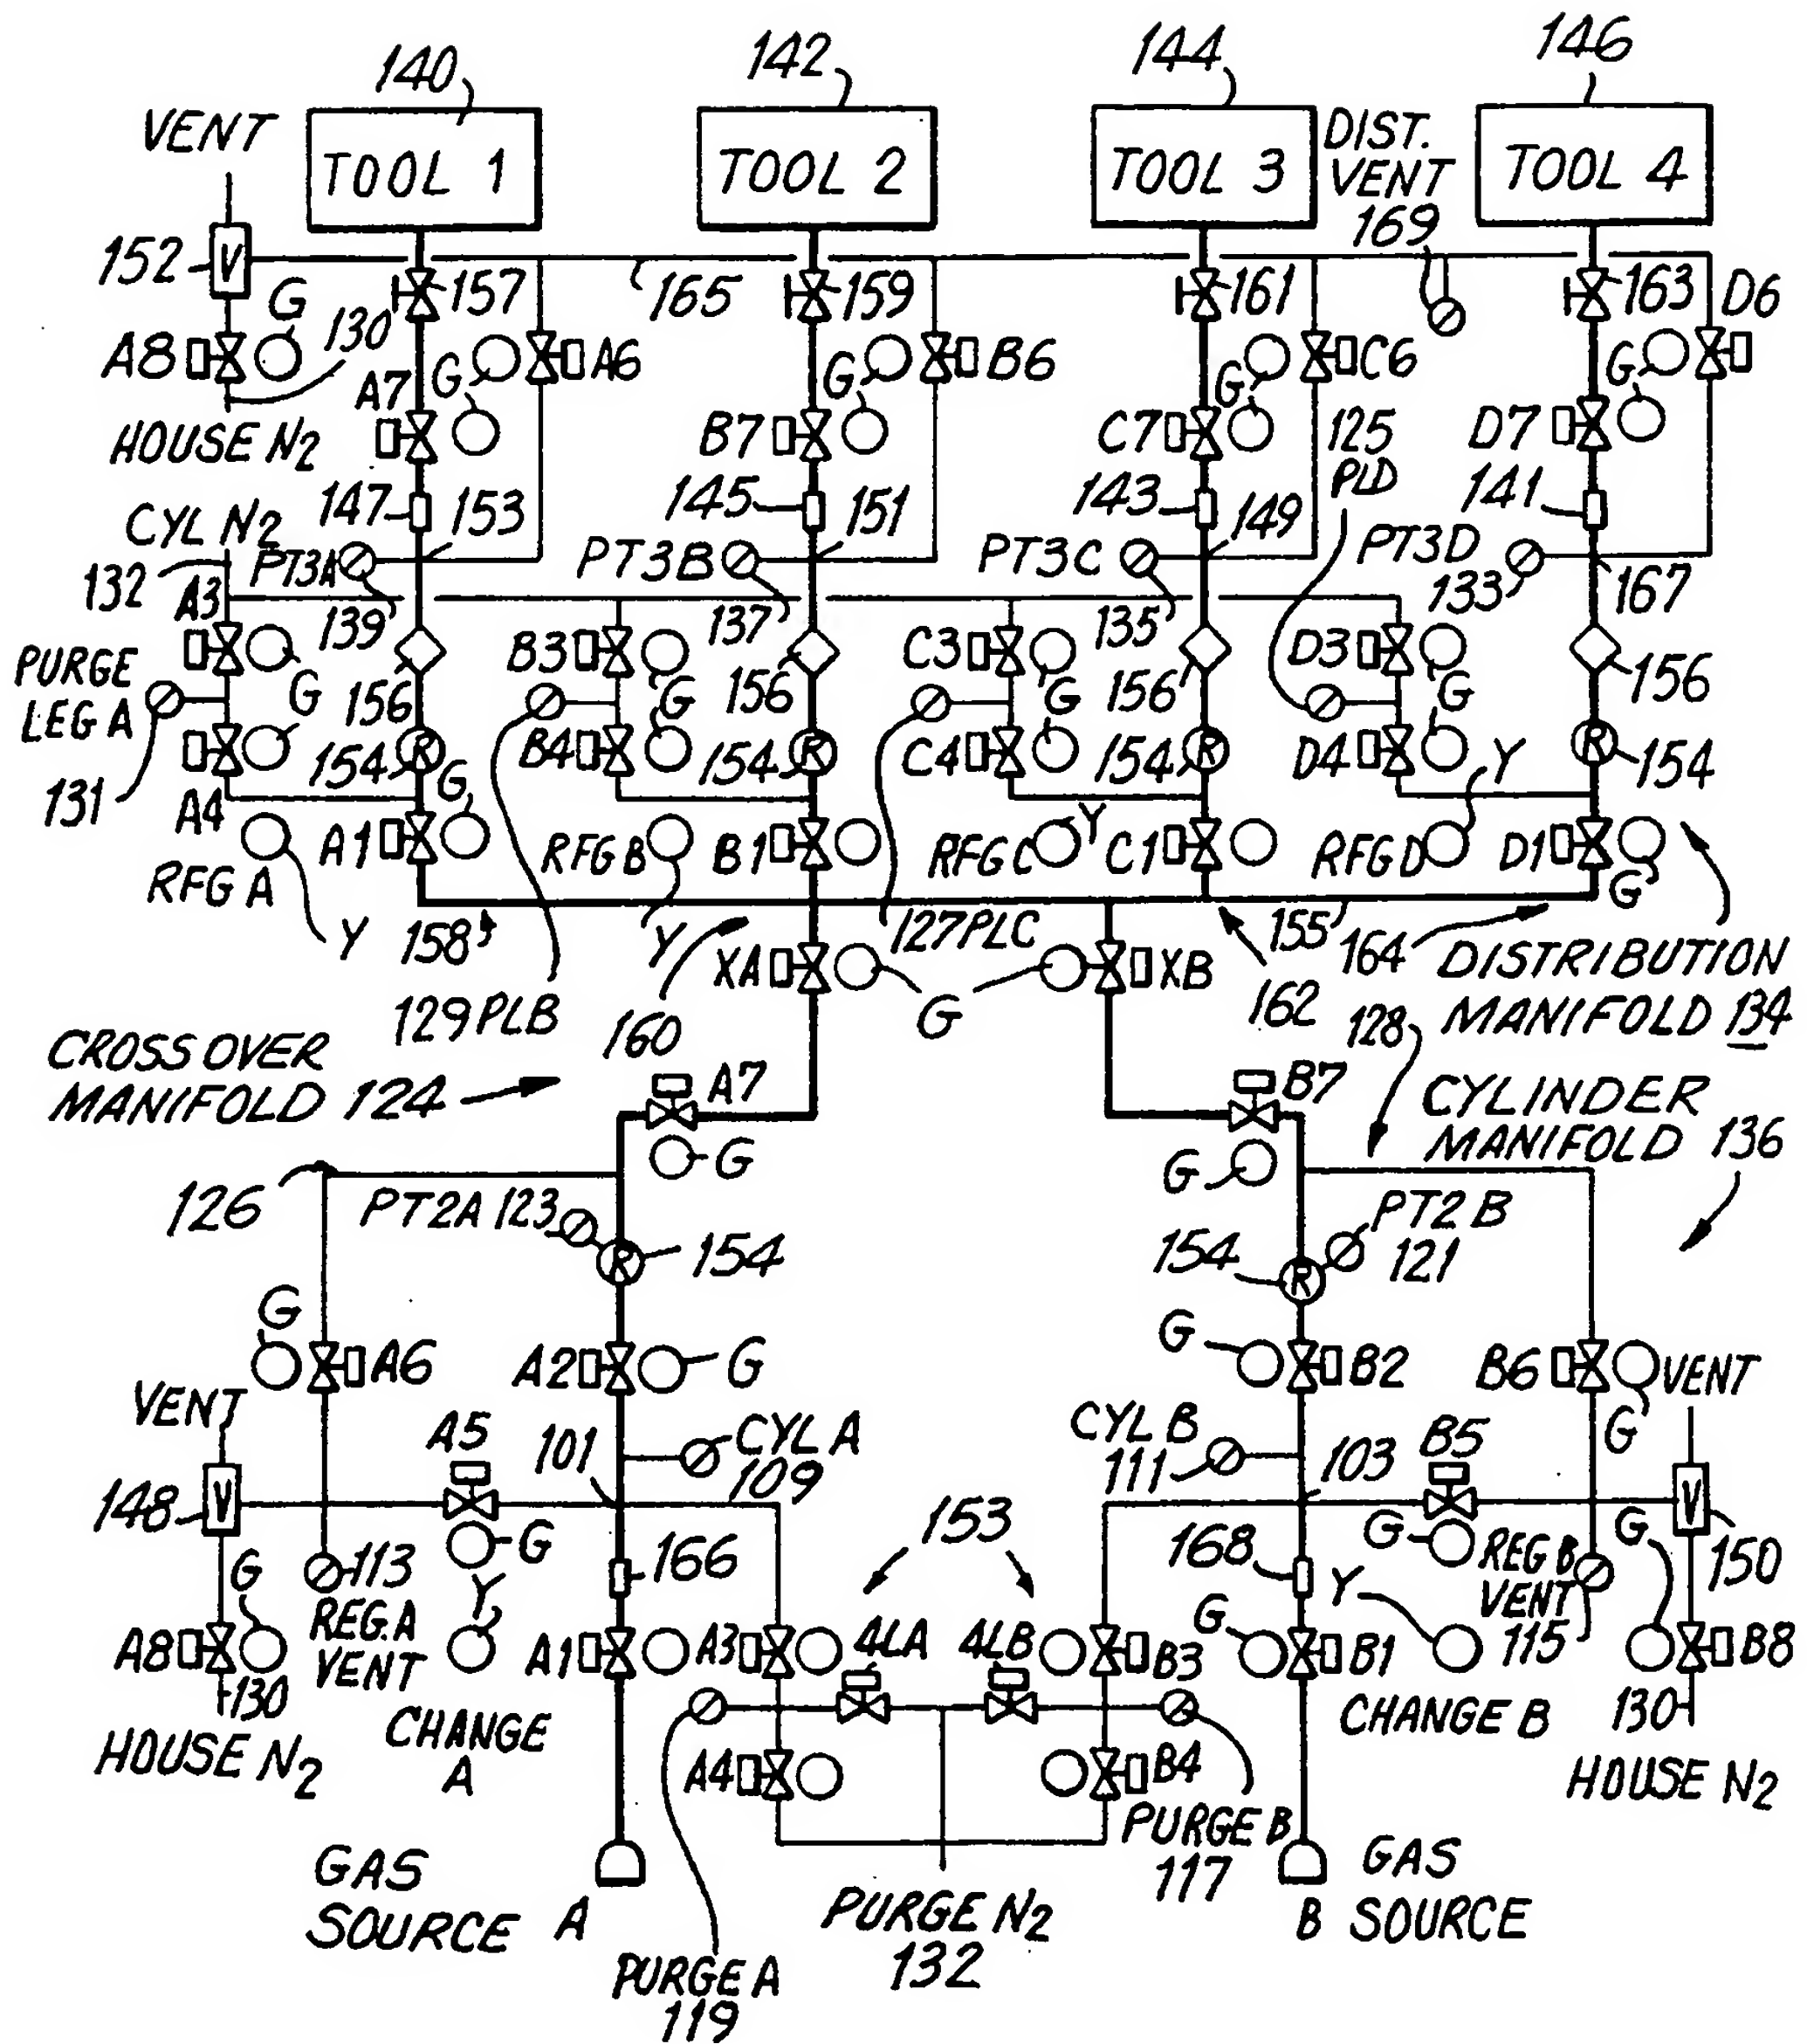 140
142
144
146
VENT
TOOL 1
TOOL 2
TOOL 3
DIST.
VENT
169
TOOL 4
152
V
G
157
165
159
161
163
D6
A8
130
A7
G
A6
G
B6
G
C6
G
HOUSE N2
B7
C7
125
PLD
D7
CYL N2
147
153
145
151
143
149
141
132
PT3A
PT3B
PT3C
PT3D
A3
139
137
135
133
167
PURGE
LEG A
G
156
B3
G
156
C3
G
156
D3
G
156
131
A4
154
R
G
B4
154
R
C4
154
R
D4
Y
R
154
RFG A
A1
RFG B
B1
RFG C
Y
C1
RFG D
D1
G
Y
158
Y
127 PLC
155
164
DISTRIBUTION
MANIFOLD 134
XA
G
XB
129 PLB
160
162
128
CROSS OVER
MANIFOLD 124
A7
B7
CYLINDER
MANIFOLD 136
G
G
126
PT2A 123
R
154
154
R
PT2B
121
G
A6
A2
G
G
B2
B6
VENT
G
VENT
A5
101
CYL A
109
CYL B
111
103
B5
148
V
G
113
REG. A
VENT
G
Y
166
153
168
Y
G
REG B
VENT
115
G
V
150
A8
130
HOUSE N2
CHANGE
A
A1
A3
4LA
4LB
B3
G
B1
CHANGE B
B8
130
HOUSE N2
A4
B4
PURGE B
117
GAS
SOURCE A
PURGE N2
132
GAS
B SOURCE
PURGE A
119